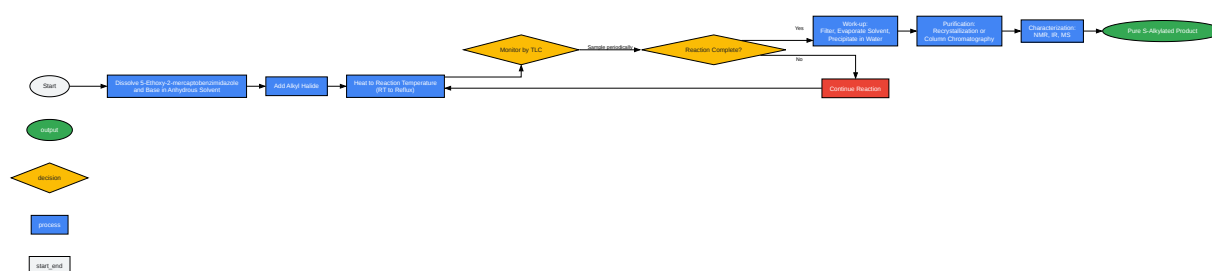 Start
Dissolve 5-Ethoxy-2-mercaptobenzimidazole
and Base in Anhydrous Solvent
Add Alkyl Halide
Heat to Reaction Temperature
(RT to Reflux)
Monitor by TLC
Sample periodically
Reaction Complete?
Yes
No
Continue Reaction
Work-up:
Filter, Evaporate Solvent,
Precipitate in Water
Purification:
Recrystallization or
Column Chromatography
Characterization:
NMR, IR, MS
Pure S-Alkylated Product
output
decision
process
start_end